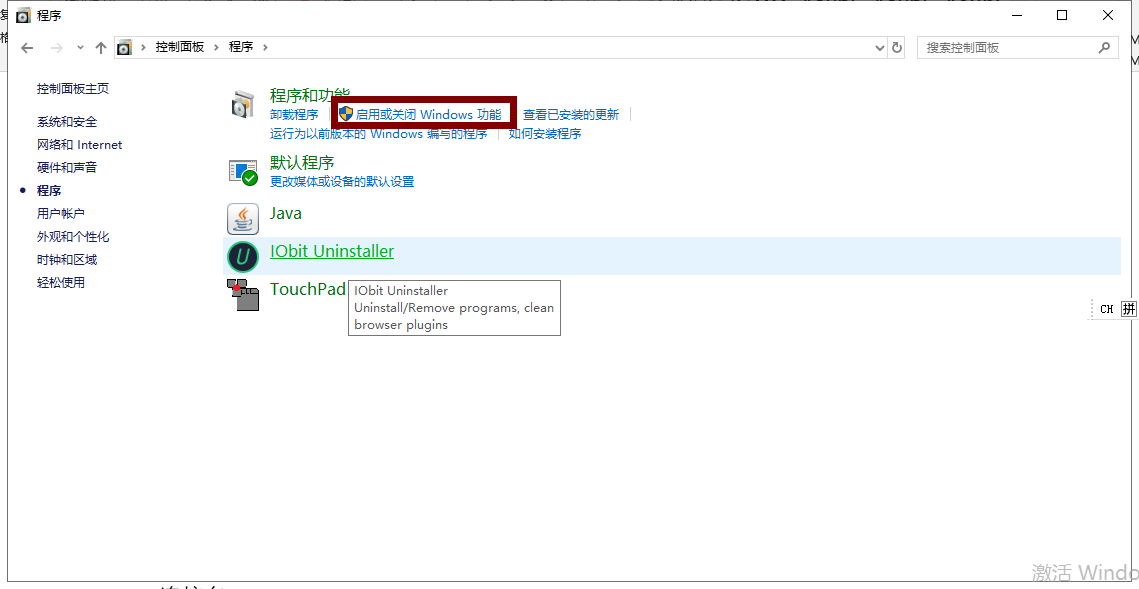 程序
控制面板 程序
搜索控制面板
控制面板主页
系统和安全
网络和 Internet
硬件和声音
程序
用户帐户
外观和个性化
时钟和区域
轻松使用
程序和功能
卸载程序 启用或关闭 Windows 功能 查看已安装的更新
运行为以前版本的 Windows 编写的程序 如何安装程序
默认程序
更改媒体或设备的默认设置
Java
IObit Uninstaller
TouchPad
IObit Uninstaller
Uninstall/Remove programs, clean
browser plugins
CH 拼
激活 Windo